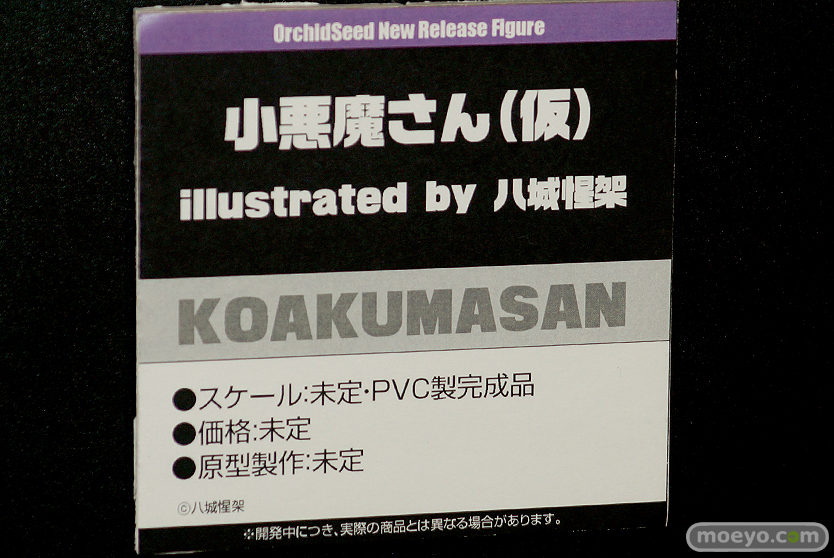 OrchidSeed New Release Figure
小悪魔さん(仮)
illustrated by 八城惺架
KOAKUMASAN
●スケール:未定・PVC製完成品
●価格:未定
●原型製作:未定
©八城惺架
※開発中につき、実際の商品とは異なる場合があります。
moeyo.com